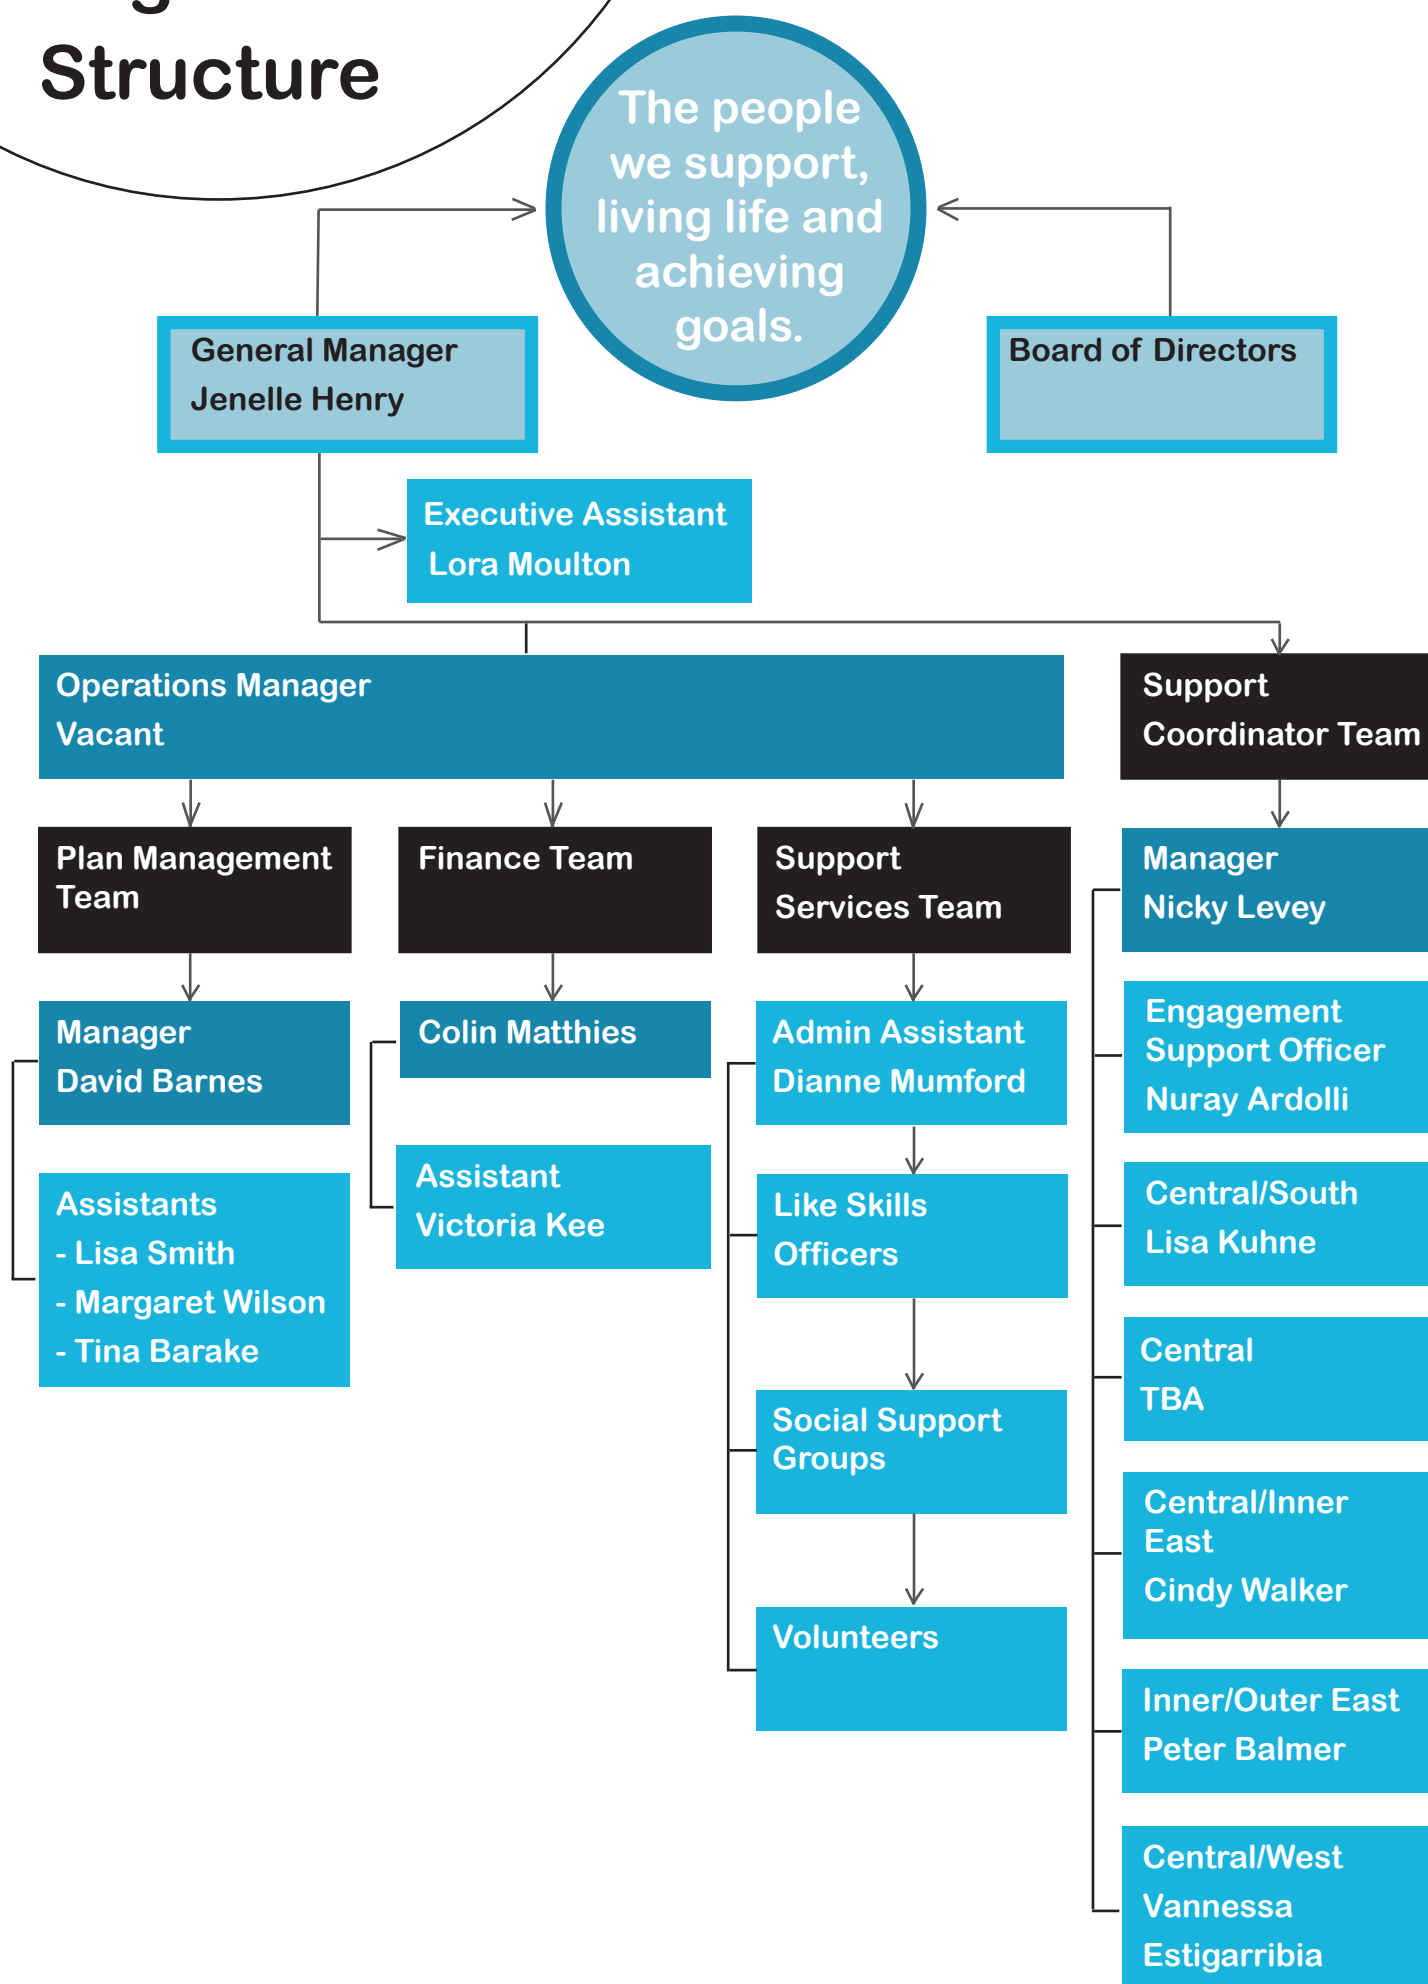 Structure
The people
we support,
living life and
achieving
goals.
General Manager
Jenelle Henry
Board of Directors
Executive Assistant
Lora Moulton
Operations Manager
Vacant
Support
Coordinator Team
Plan Management
Team
Finance Team
Support
Services Team
Manager
Nicky Levey
Manager
David Barnes
Colin Matthies
Admin Assistant
Dianne Mumford
Engagement
Support Officer
Nuray Ardolli
Assistants
- Lisa Smith
- Margaret Wilson
- Tina Barake
Assistant
Victoria Kee
Like Skills
Officers
Central/South
Lisa Kuhne
Central
TBA
Social Support
Groups
Central/Inner
East
Cindy Walker
Volunteers
Inner/Outer East
Peter Balmer
Central/West
Vannessa
Estigarribia